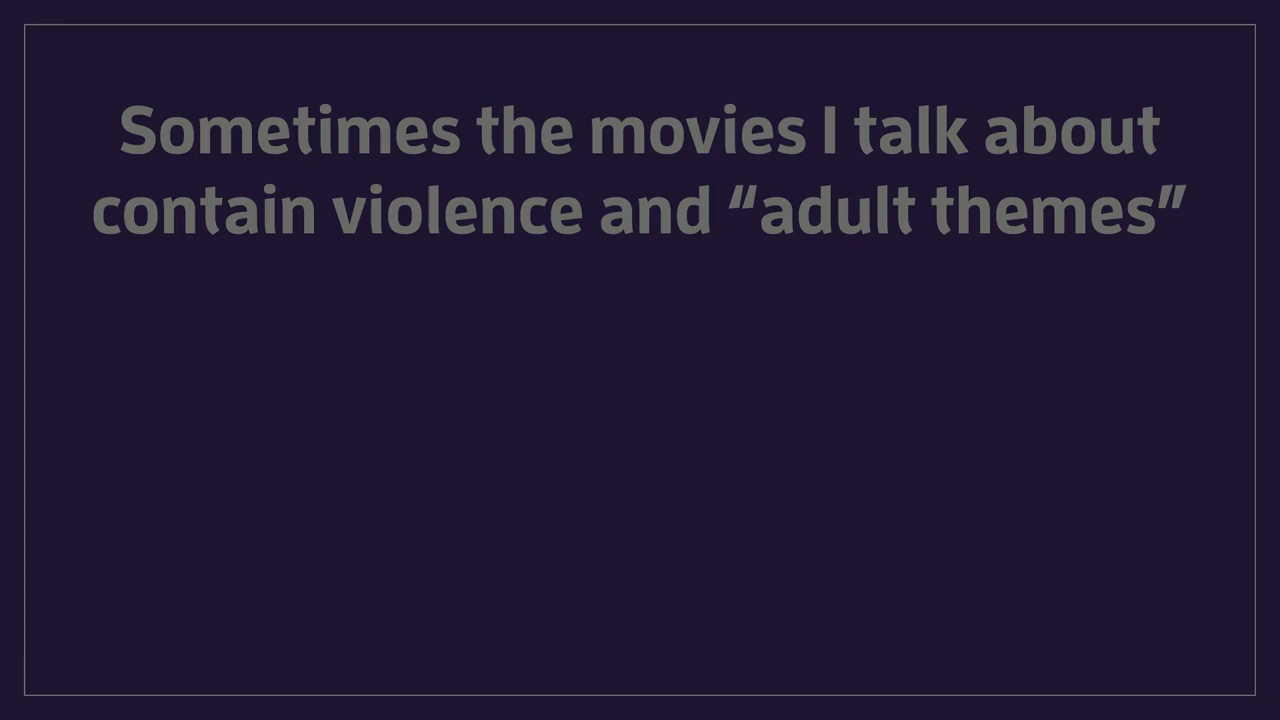 Sometimes the movies I talk about
contain violence and “adult themes”